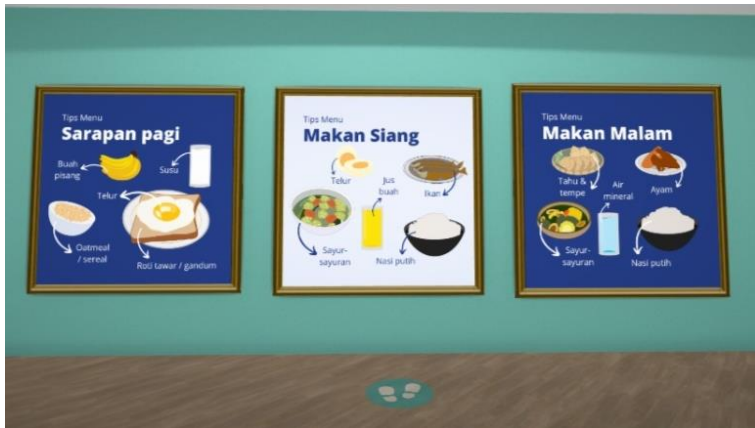 Tips Menu
Sarapan pagi
Buah
pisang
Susu
Telur
Oatmeal
/ sereal
Roti tawar / gandum
Tips Menu
Makan Siang
Telur
Jus
buah
Ikan
Sayur-
sayuran
Nasi putih
Tips Menu
Makan Malam
Tahu &
tempe
Air
mineral
Ayam
Sayur-
sayuran
Nasi putih